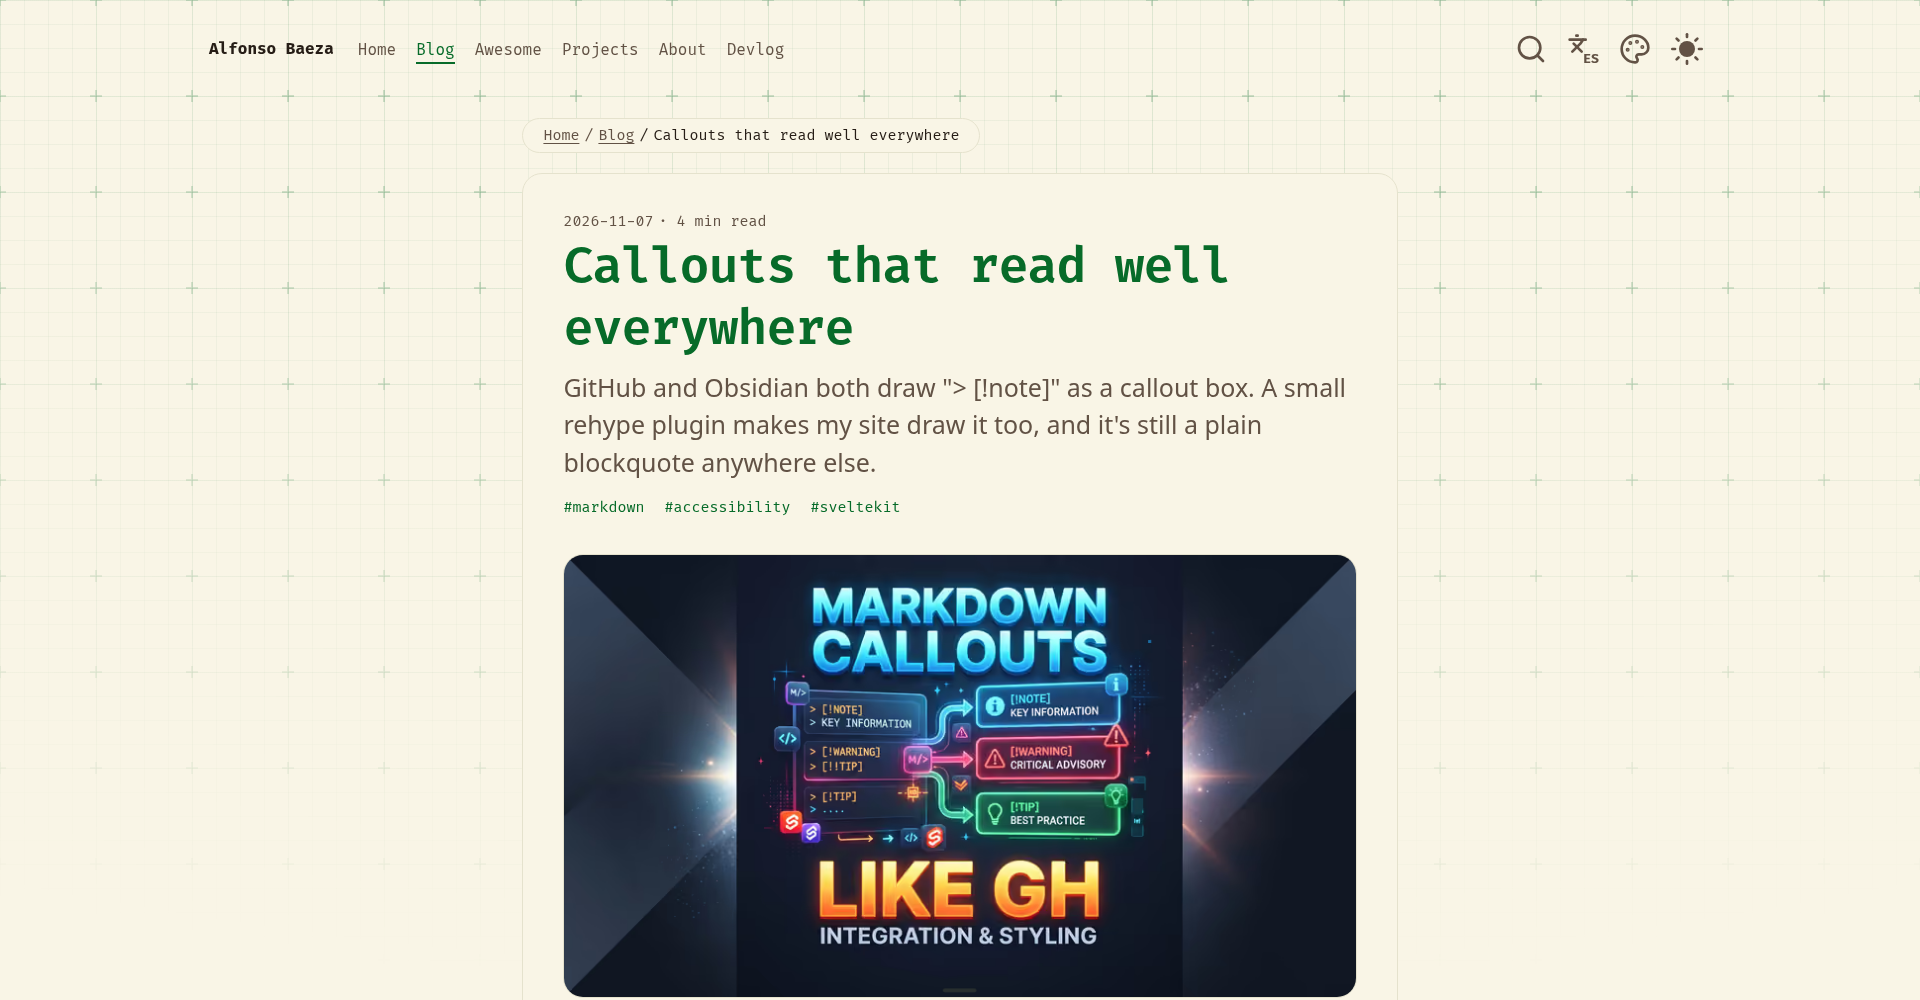 Alfonso Baeza Home Blog Awesome Projects About Devlog
ES
Home / Blog / Callouts that read well everywhere
2026-11-07 · 4 min read
Callouts that read well
everywhere
GitHub and Obsidian both draw "> [!note]" as a callout box. A small
rehype plugin makes my site draw it too, and it's still a plain
blockquote anywhere else.
#markdown #accessibility #sveltekit
MARKDOWN
CALLOUTS
M/>
> [!NOTE]
> KEY INFORMATION
</>
> [!WARNING]
> [!!TIP]
M/>
> [!TIP]
> ....
</>
[!NOTE]
KEY INFORMATION
[!WARNING]
CRITICAL ADVISORY
[!TIP]
BEST PRACTICE
LIKE GH
INTEGRATION & STYLING